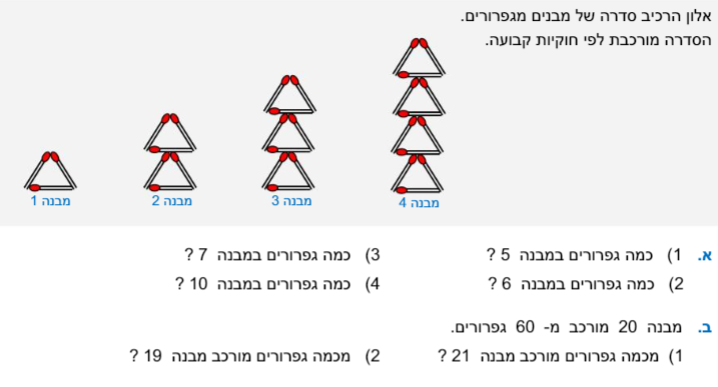 אלון הרכיב סדרה של מבנים מגפרורים.
הסדרה מורכבת לפי חוקיות קבועה.
מבנה 1
מבנה 2
מבנה 3
מבנה 4
א. 1) כמה גפרורים במבנה 5 ?
3) כמה גפרורים במבנה 7 ?
2) כמה גפרורים במבנה 6 ?
4) כמה גפרורים במבנה 10 ?
ב. מבנה 20 מורכב מ- 60 גפרורים.
1) מכמה גפרורים מורכב מבנה 21 ?
2) מכמה גפרורים מורכב מבנה 19 ?